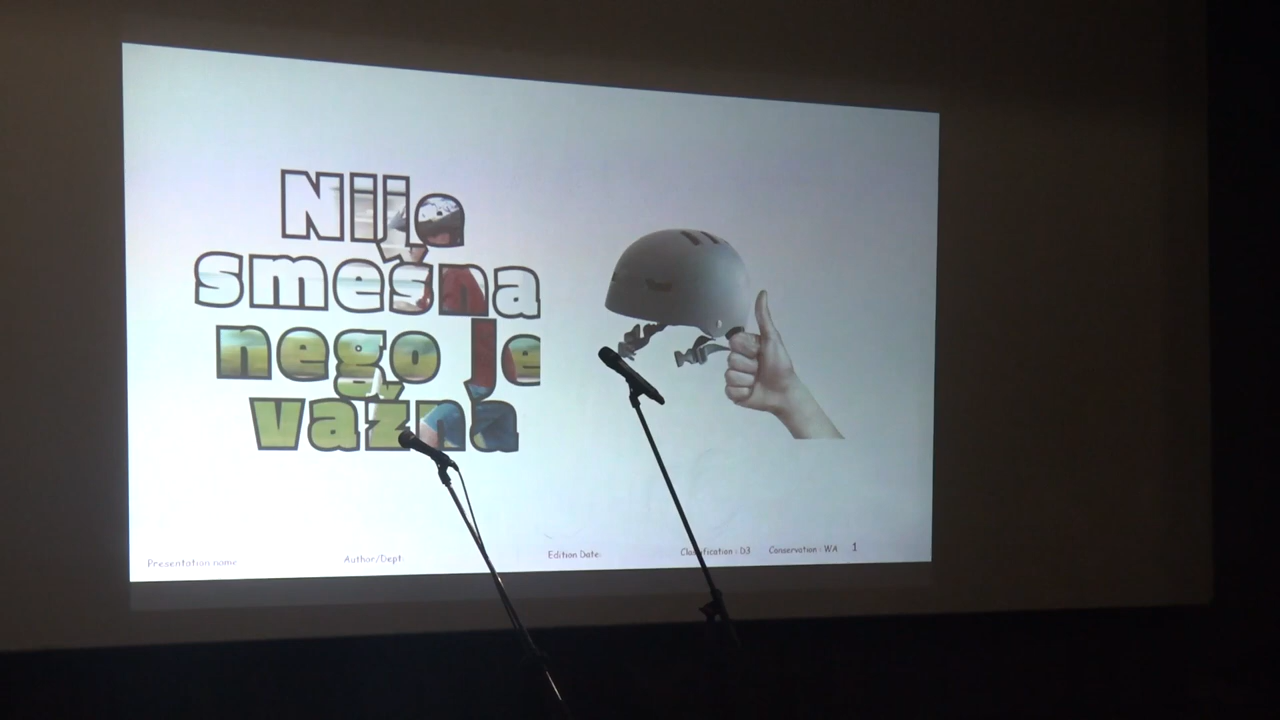 Nije
smešna
nego je
važna
Presentation name
Author/Dept:
Edition Date:
Classification : D3
Conservation : WA
1